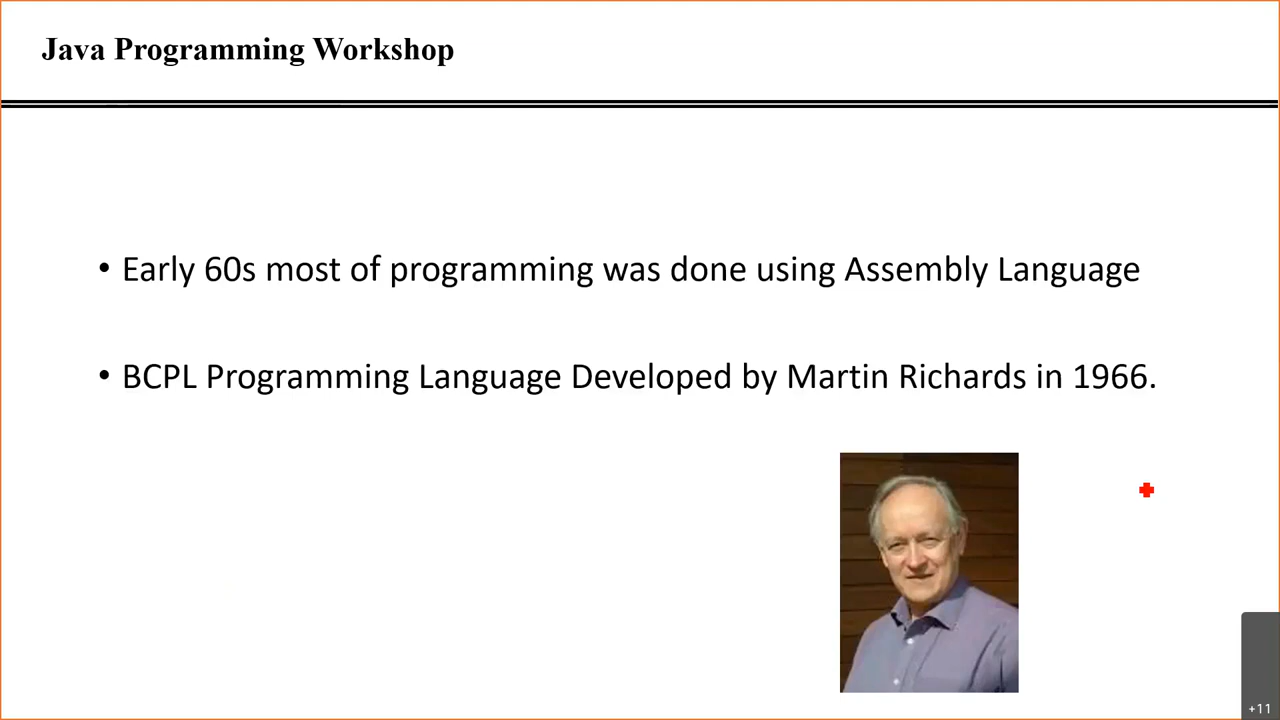 Java Programming Workshop
• Early 60s most of programming was done using Assembly Language
• BCPL Programming Language Developed by Martin Richards in 1966.
+11